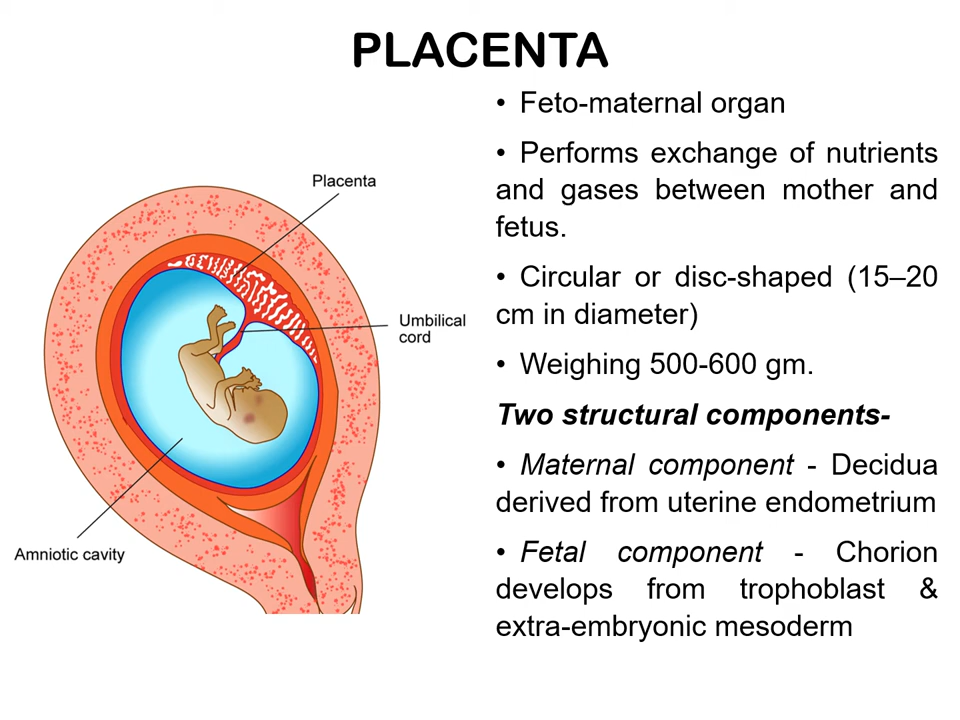 PLACENTA
• Feto-maternal organ
• Performs exchange of nutrients
and gases between mother and
fetus.
• Circular or disc-shaped (15–20
cm in diameter)
• Weighing 500-600 gm.
Two structural components-
• Maternal component - Decidua
derived from uterine endometrium
• Fetal component - Chorion
develops from trophoblast &
extra-embryonic mesoderm
Placenta
Umbilical
cord
Amniotic cavity